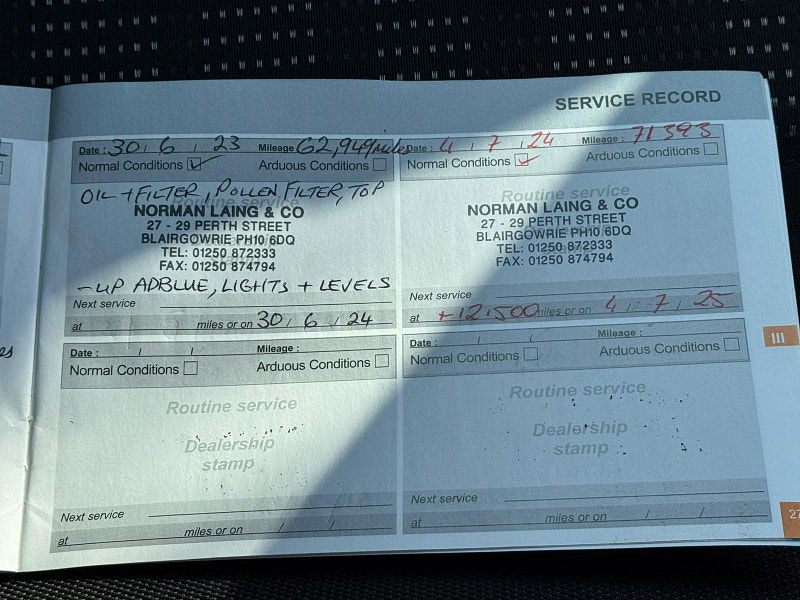 SERVICE RECORD
Date : 30 / 6 / 23 Mileage 62,949 miles
Normal Conditions ✓ Arduous Conditions
OIL + FILTER, POLLEN FILTER, TOP
Routine service
NORMAN LAING & CO
27 - 29 PERTH STREET
BLAIRGOWRIE PH10 6DQ
TEL: 01250 872333
FAX: 01250 874794
- UP ADBLUE, LIGHTS + LEVELS
Next service
at miles or on 30 / 6 / 24
Date : 4 / 7 / 24 Mileage : 71393
Normal Conditions ✓ Arduous Conditions
Routine service
NORMAN LAING & CO
27 - 29 PERTH STREET
BLAIRGOWRIE PH10 6DQ
TEL: 01250 872333
FAX: 01250 874794
Next service
at +12,500 miles or on 4 / 7 / 25
Date : / / Mileage :
Normal Conditions Arduous Conditions
Routine service
Dealership
stamp
Next service
at miles or on / /
Date : / / Mileage :
Normal Conditions Arduous Conditions
Routine service
Dealership
stamp
Next service
at miles or on / /
III
27